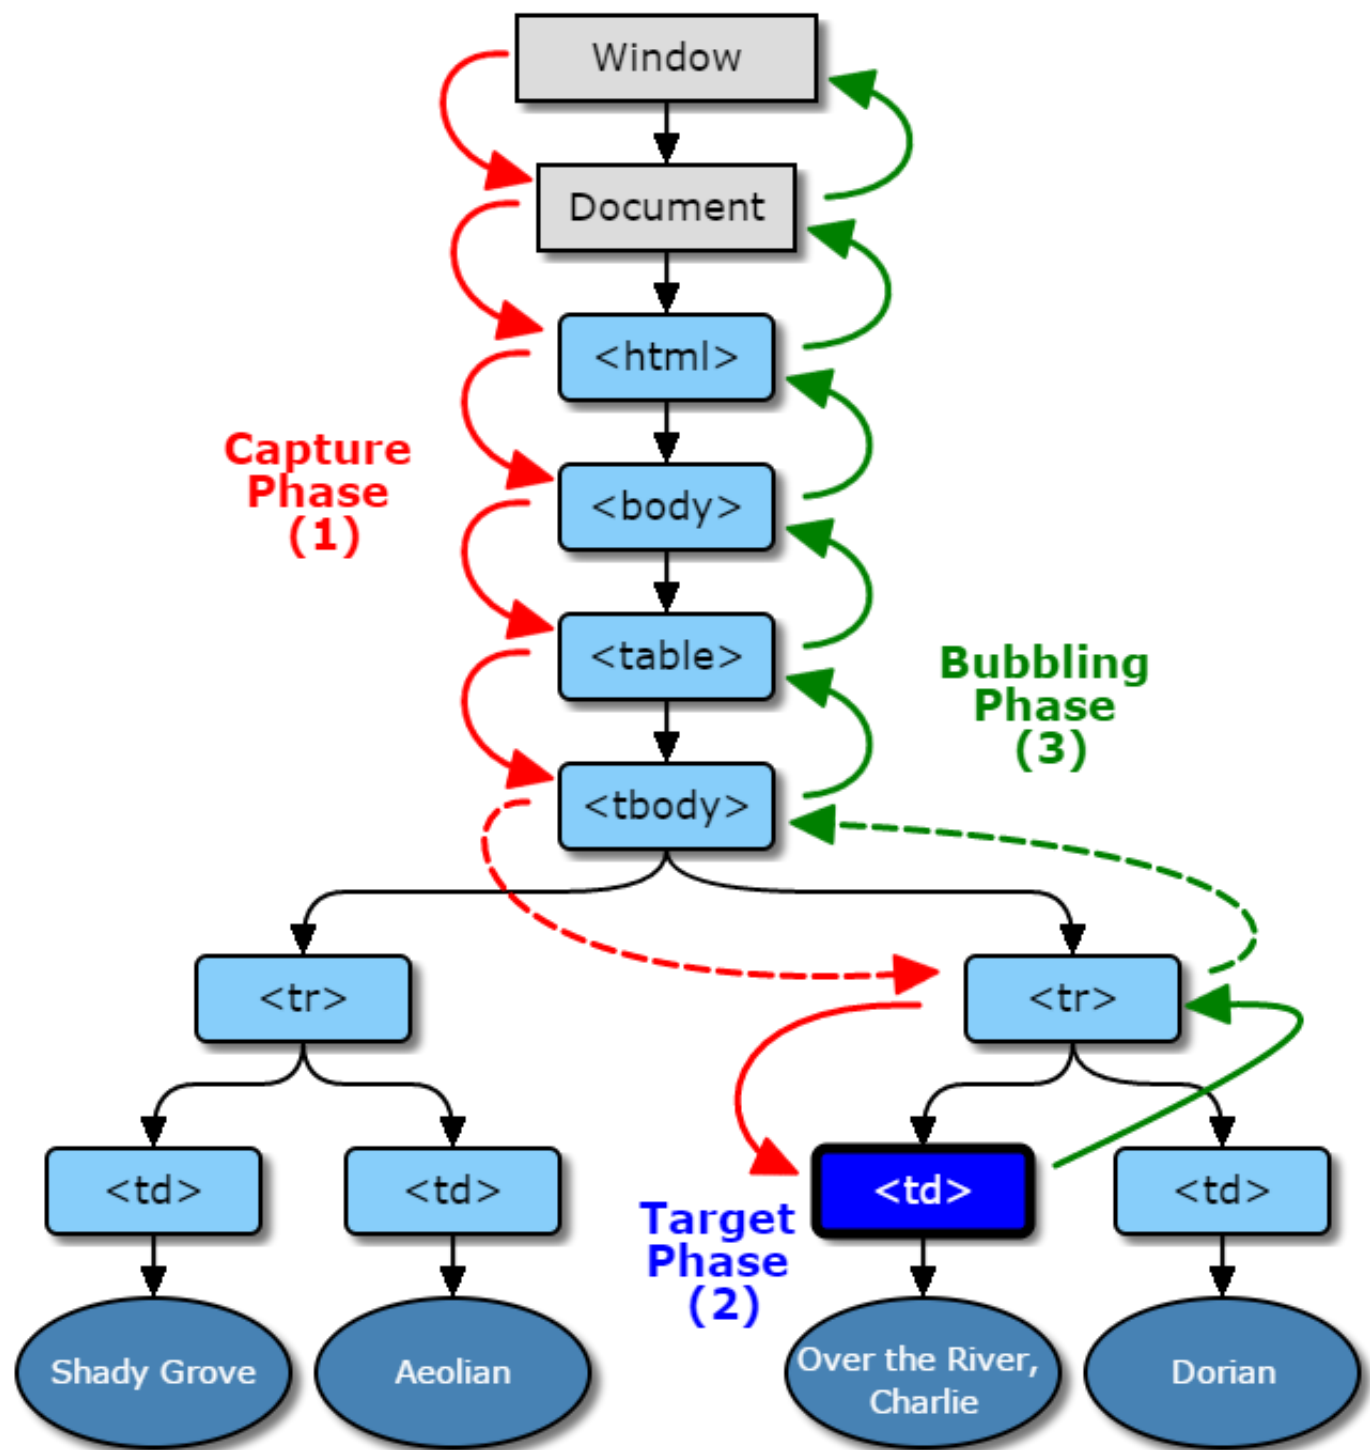 Window
Document
<html>
Capture
Phase
(1)
<body>
<table>
Bubbling
Phase
(3)
<tbody>
<tr>
<tr>
<td>
<td>
<td>
<td>
Target
Phase
(2)
Shady Grove
Aeolian
Over the River,
Charlie
Dorian